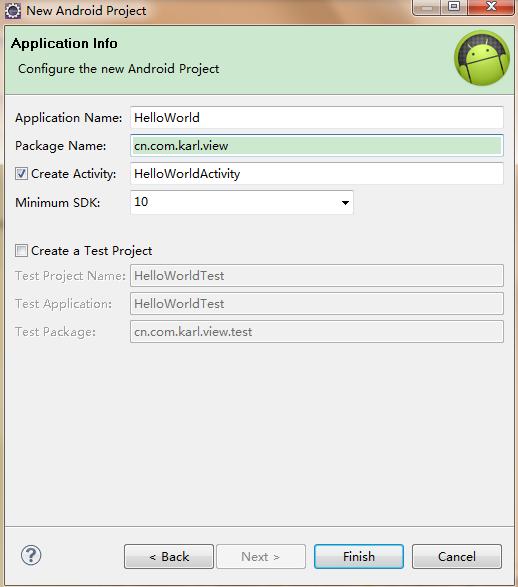 New Android Project
Application Info
Configure the new Android Project
Application Name: HelloWorld
Package Name: cn.com.karl.view
Create Activity: HelloWorldActivity
Minimum SDK: 10
Create a Test Project
Test Project Name: HelloWorldTest
Test Application: HelloWorldTest
Test Package: cn.com.karl.view.test
?
< Back Next > Finish Cancel